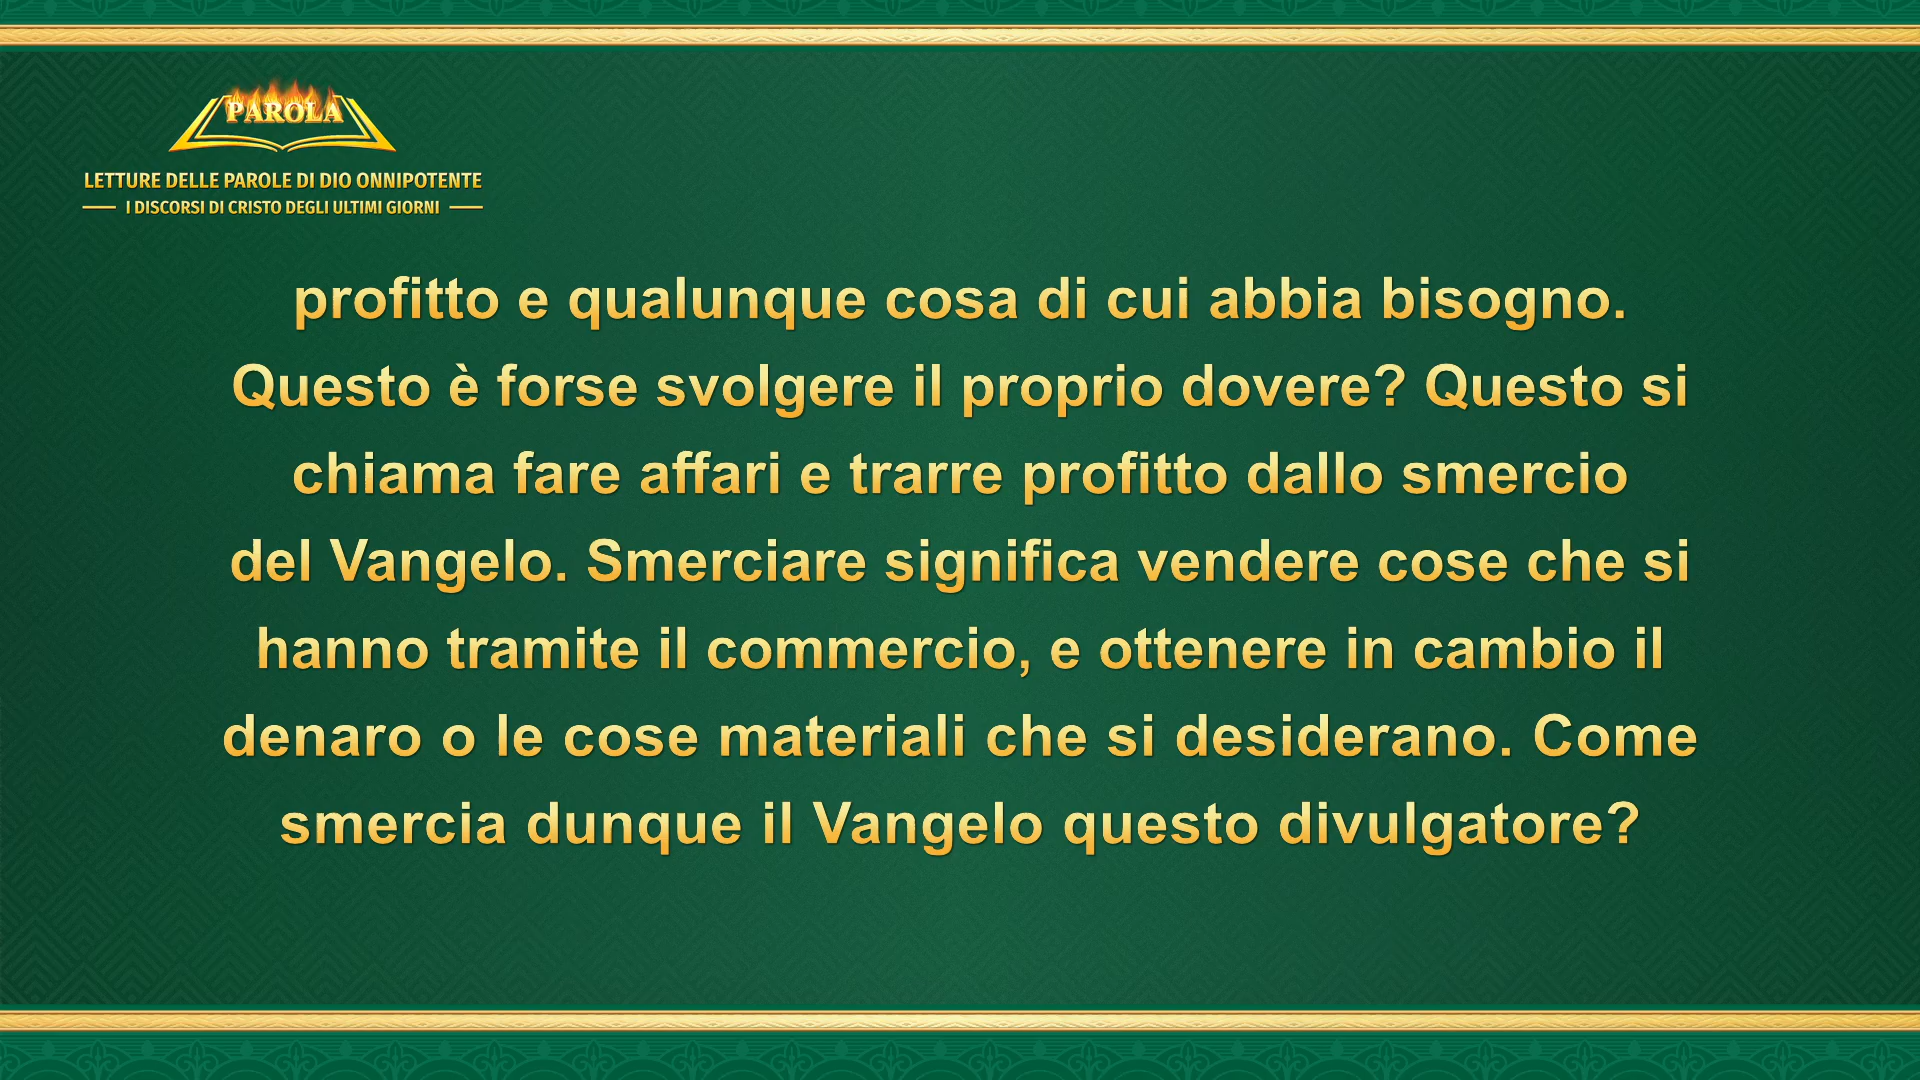 PAROLA
LETTURE DELLE PAROLE DI DIO ONNIPOTENTE
I DISCORSI DI CRISTO DEGLI ULTIMI GIORNI
profitto e qualunque cosa di cui abbia bisogno.
Questo è forse svolgere il proprio dovere? Questo si
chiama fare affari e trarre profitto dallo smercio
del Vangelo. Smerciare significa vendere cose che si
hanno tramite il commercio, e ottenere in cambio il
denaro o le cose materiali che si desiderano. Come
smercia dunque il Vangelo questo divulgatore?